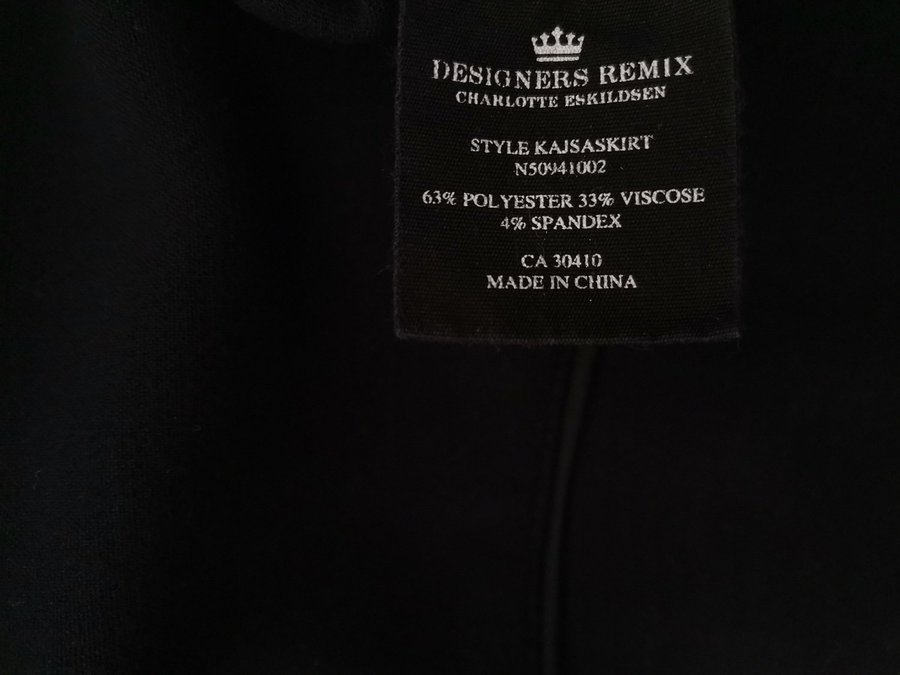 DESIGNERS REMIX
CHARLOTTE ESKILDSEN
STYLE KAJSASKIRT
N50941002
63% POLYESTER 33% VISCOSE
4% SPANDEX
CA 30410
MADE IN CHINA